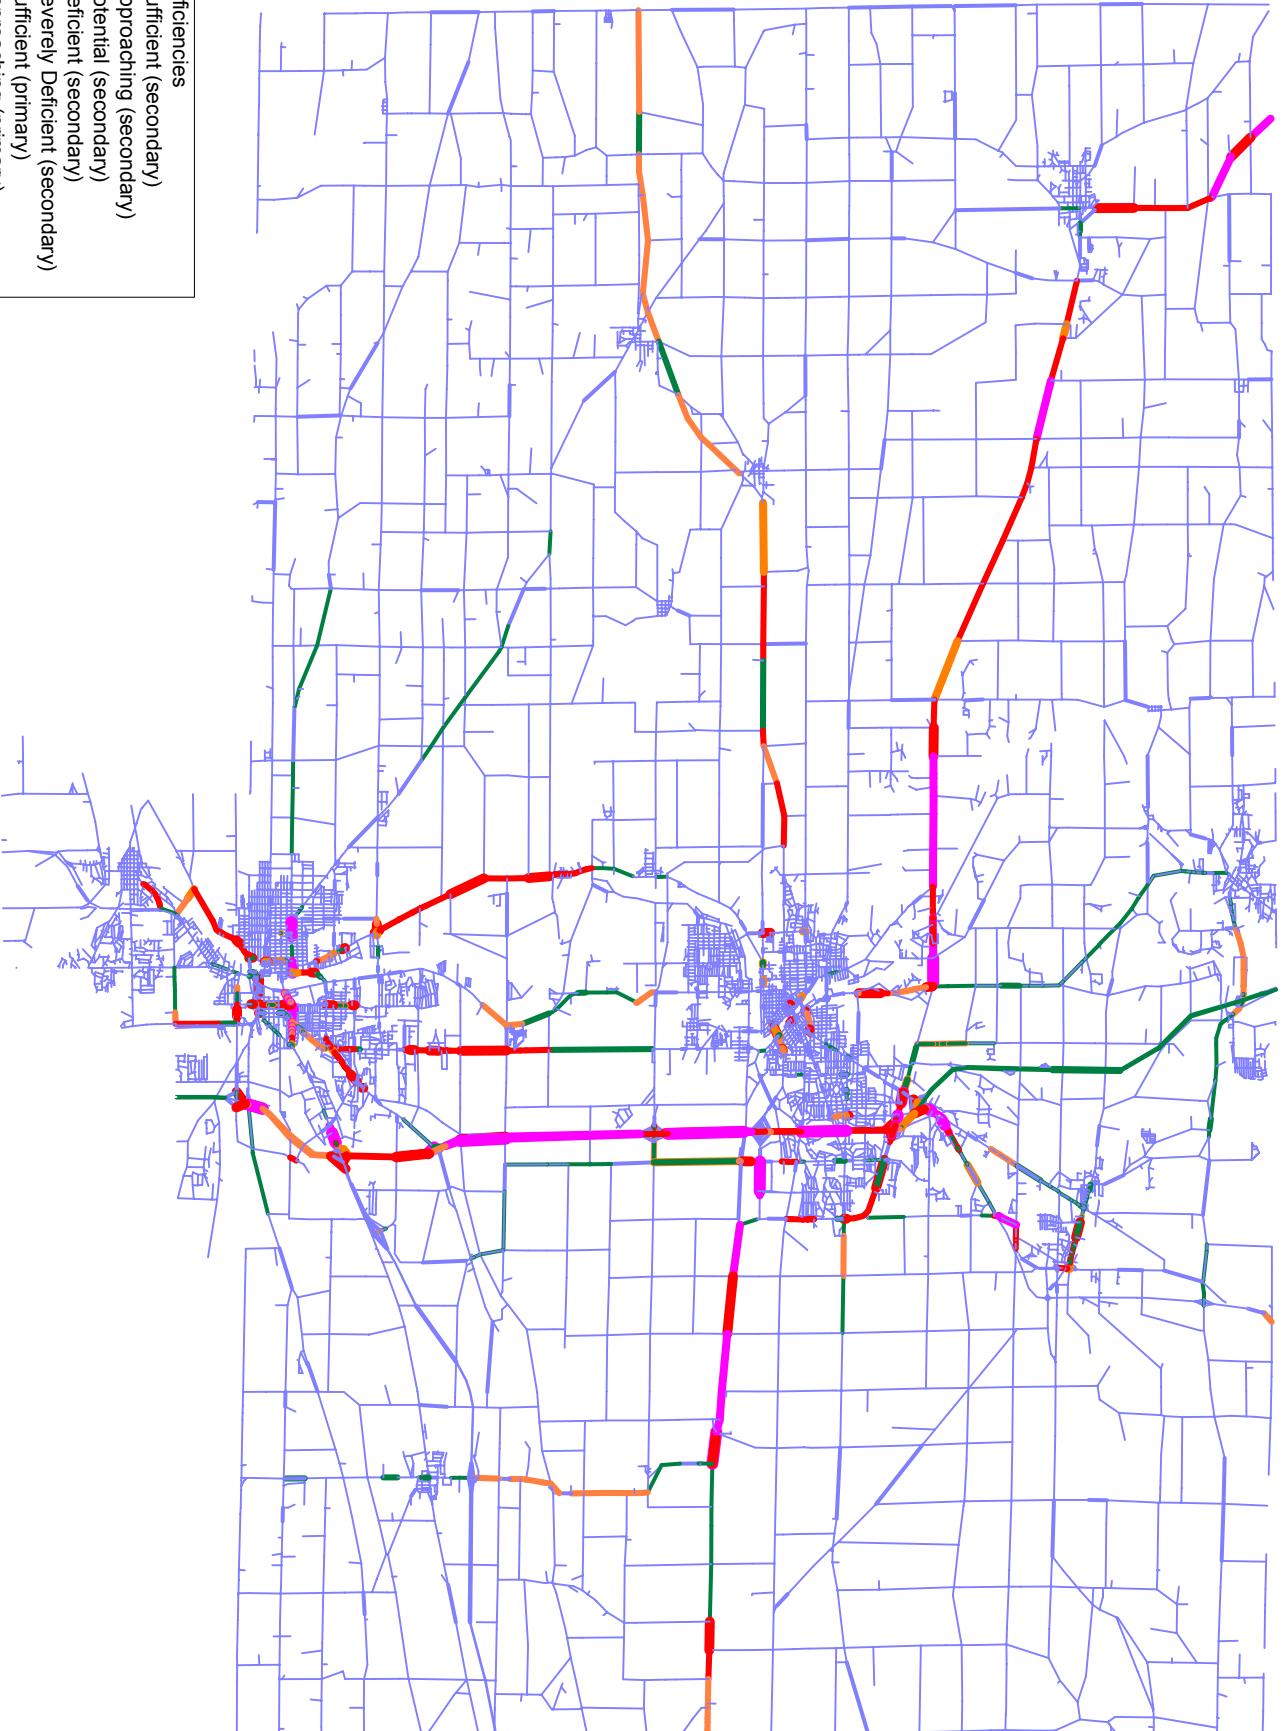 ficiencies
ufficient (secondary)
pproaching (secondary)
otential (secondary)
eficient (secondary)
everely Deficient (secondary)
ufficient (primary)